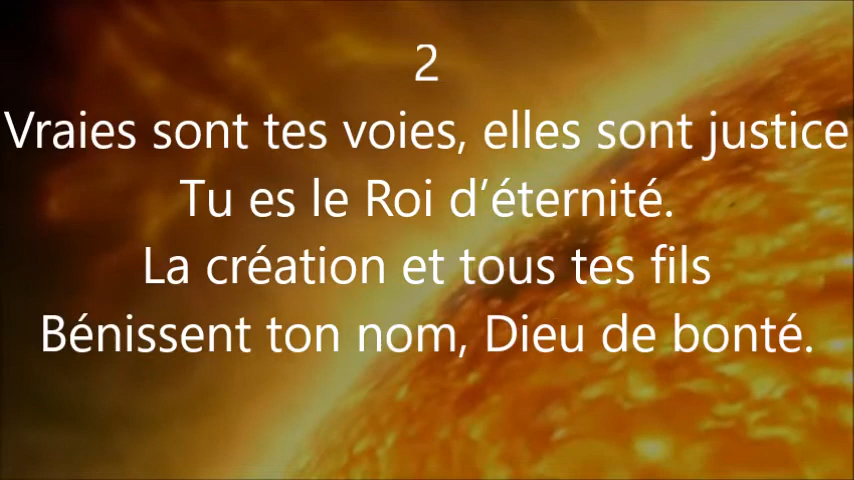 2
Vraies sont tes voies, elles sont justice
Tu es le Roi d’éternité.
La création et tous tes fils
Bénissent ton nom, Dieu de bonté.